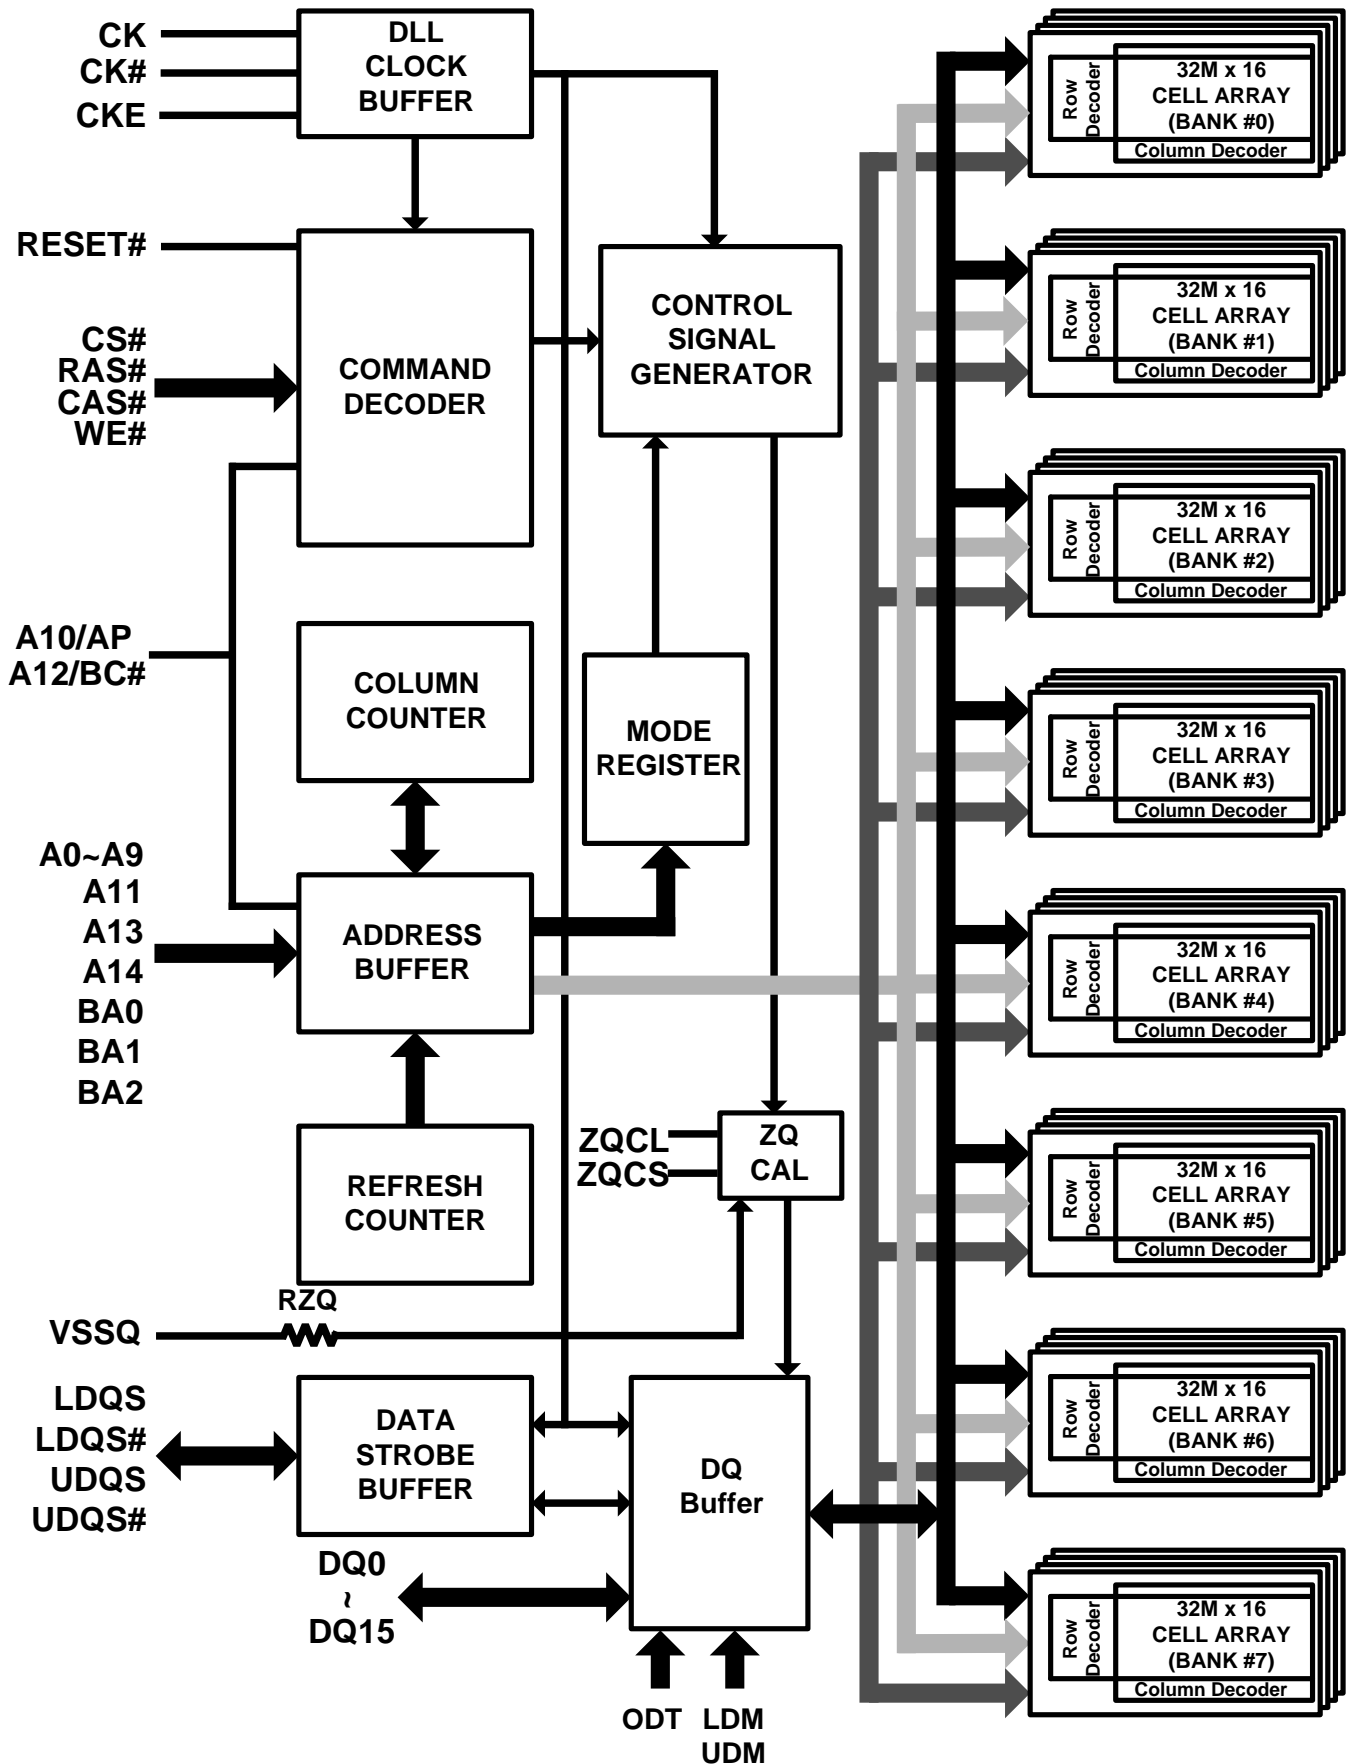 CK
CK#
CKE
DLL
CLOCK
BUFFER
RESET#
CS#
RAS#
CAS#
WE#
COMMAND
DECODER
CONTROL
SIGNAL
GENERATOR
A10/AP
A12/BC#
COLUMN
COUNTER
MODE
REGISTER
A0~A9
A11
A13
A14
BA0
BA1
BA2
ADDRESS
BUFFER
REFRESH
COUNTER
ZQCL
ZQCS
ZQ
CAL
RZQ
VSSQ
LDQS
LDQS#
UDQS
UDQS#
DATA
STROBE
BUFFER
DQ
Buffer
DQ0
~
DQ15
ODT
LDM
UDM
Row
Decoder
32M x 16
CELL ARRAY
(BANK #0)
Column Decoder
Row
Decoder
32M x 16
CELL ARRAY
(BANK #1)
Column Decoder
Row
Decoder
32M x 16
CELL ARRAY
(BANK #2)
Column Decoder
Row
Decoder
32M x 16
CELL ARRAY
(BANK #3)
Column Decoder
Row
Decoder
32M x 16
CELL ARRAY
(BANK #4)
Column Decoder
Row
Decoder
32M x 16
CELL ARRAY
(BANK #5)
Column Decoder
Row
Decoder
32M x 16
CELL ARRAY
(BANK #6)
Column Decoder
Row
Decoder
32M x 16
CELL ARRAY
(BANK #7)
Column Decoder